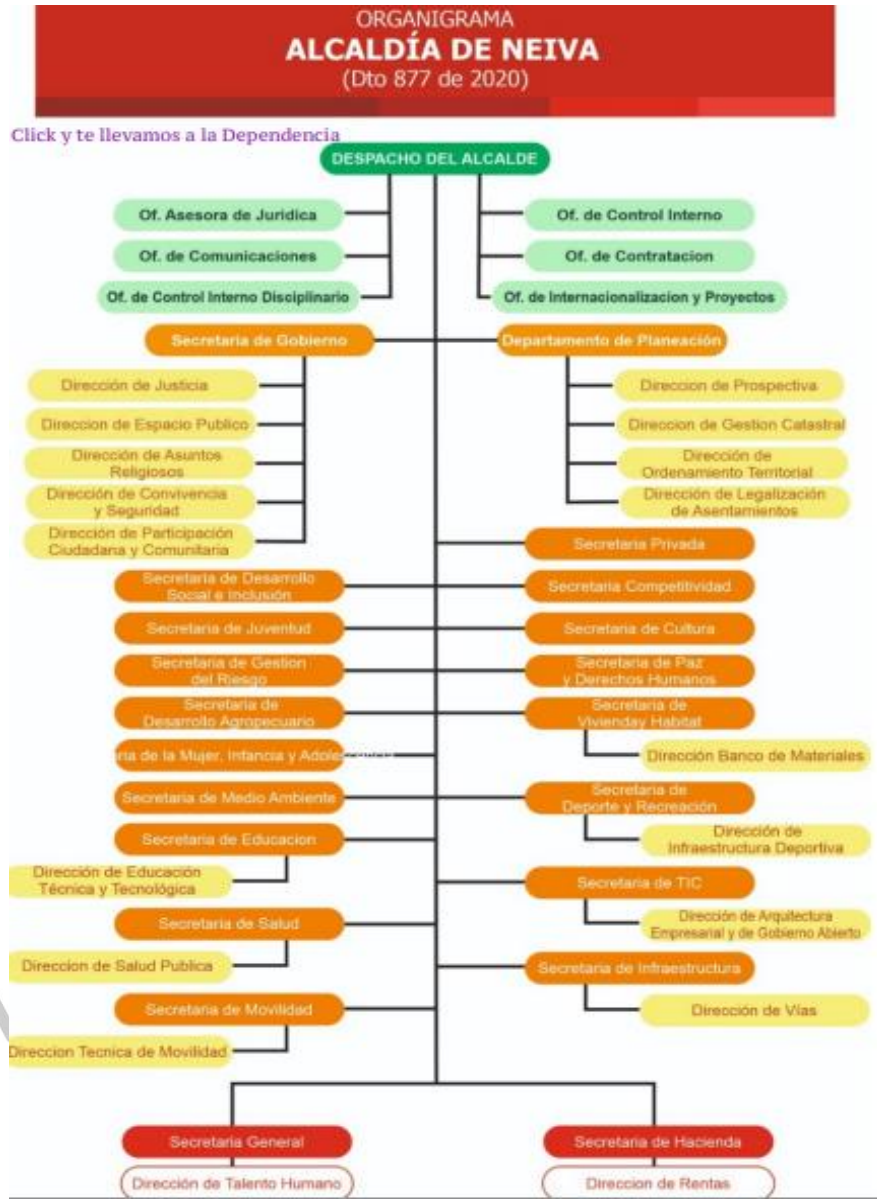 ORGANIGRAMA
ALCALDÍA DE NEIVA
(Dto 877 de 2020)
Click y te llevamos a la Dependencia
DESPACHO DEL ALCALDE
Of. Asesora de Juridica
Of. de Control Interno
Of. de Comunicaciones
Of. de Contratacion
Of. de Control Interno Disciplinario
Of. de Internacionalizacion y Proyectos
Secretaria de Gobierno
Departamento de Planeación
Dirección de Justicia
Direccion de Espacio Publico
Dirección de Asuntos
Religiosos
Dirección de Convivencia
y Seguridad
Dirección de Participación
Ciudadana y Comunitaria
Direccion de Prospectiva
Direccion de Gestion Catastral
Dirección de
Ordenamiento Territorial
Dirección de Legalización
de Asentamientos
Secretaria Privada
Secretaria de Desarrollo
Social e Inclusión
Secretaria Competitividad
Secretaria de Juventud
Secretaria de Cultura
Secretaria de Gestion
del Riesgo
Secretaria de Paz
y Derechos Humanos
Secretaria de
Desarrollo Agropecuario
Secretaria de
Vivienday Habitat
Dirección Banco de Materiales
ria de la Mujer, Infancia y Adolescencia
Secretaria de Medio Ambiente
Secretaria de
Deporte y Recreación
Dirección de
Infraestructura Deportiva
Secretaria de Educacion
Dirección de Educación
Técnica y Tecnológica
Secretaria de TIC
Dirección de Arquitectura
Empresarial y de Gobierno Abierto
Secretaria de Salud
Direccion de Salud Publica
Secretaria de Infraestructura
Dirección de Vías
Secretaria de Movilidad
Direccion Tecnica de Movilidad
Secretaria General
Secretaria de Hacienda
Dirección de Talento Humano
Direccion de Rentas